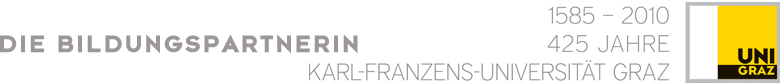 1585 – 2010
DIE BILDUNGSPARTNERIN 425 JAHRE
KARL-FRANZENS-UNIVERSITÄT GRAZ
UNI
GRAZ